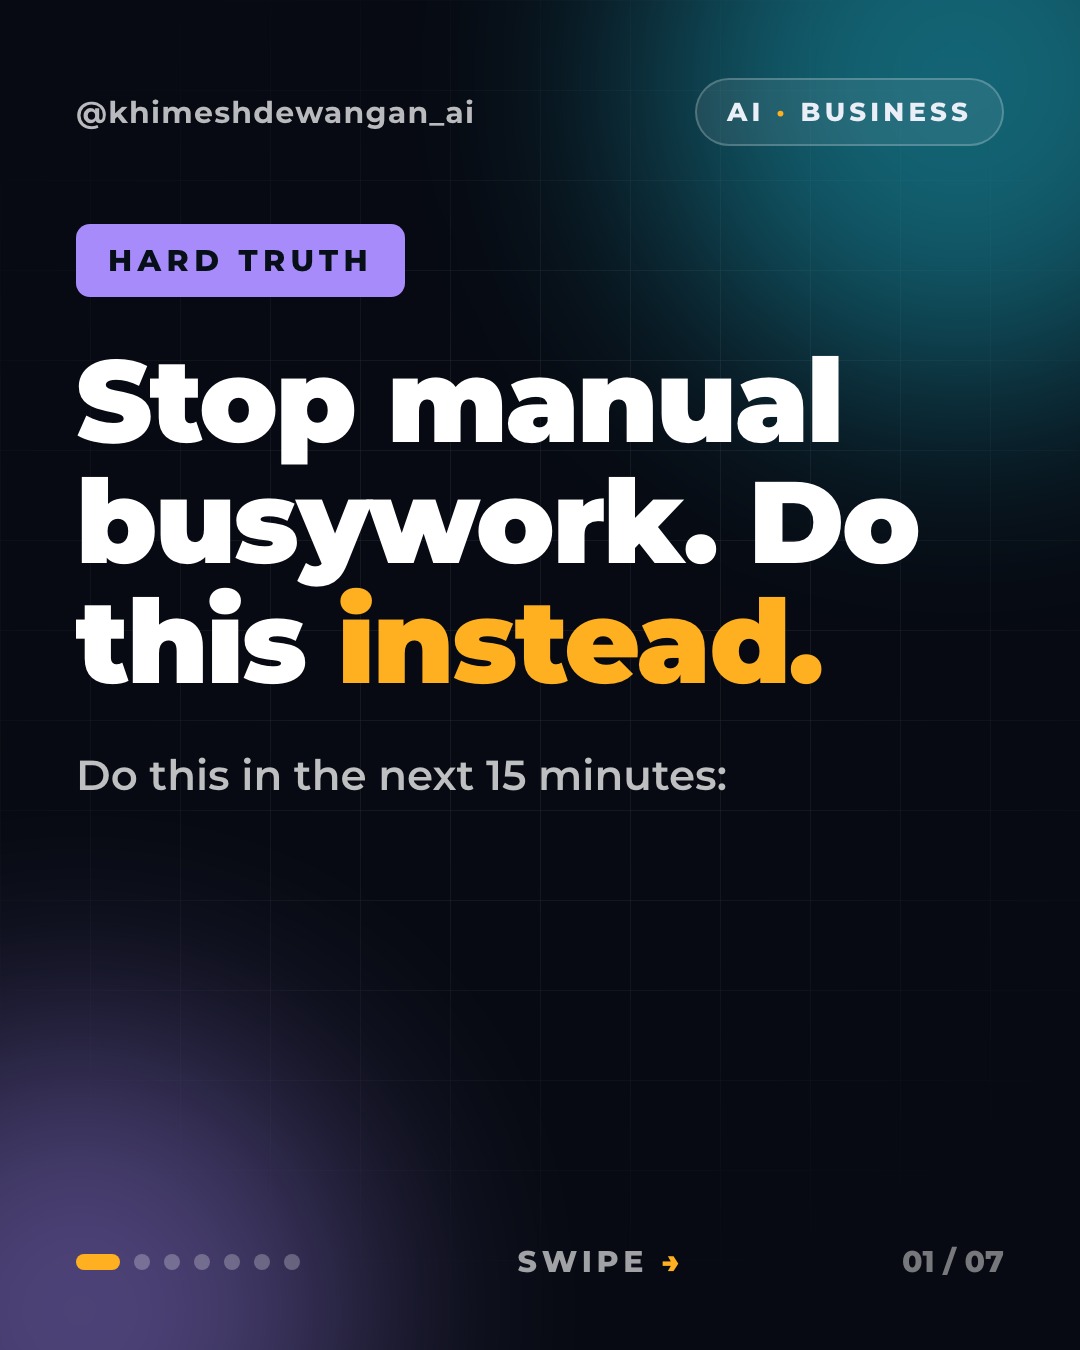 @khimeshdewangan_ai
AI · BUSINESS
HARD TRUTH
Stop manual
busywork. Do
this instead.
Do this in the next 15 minutes:
SWIPE →
01 / 07